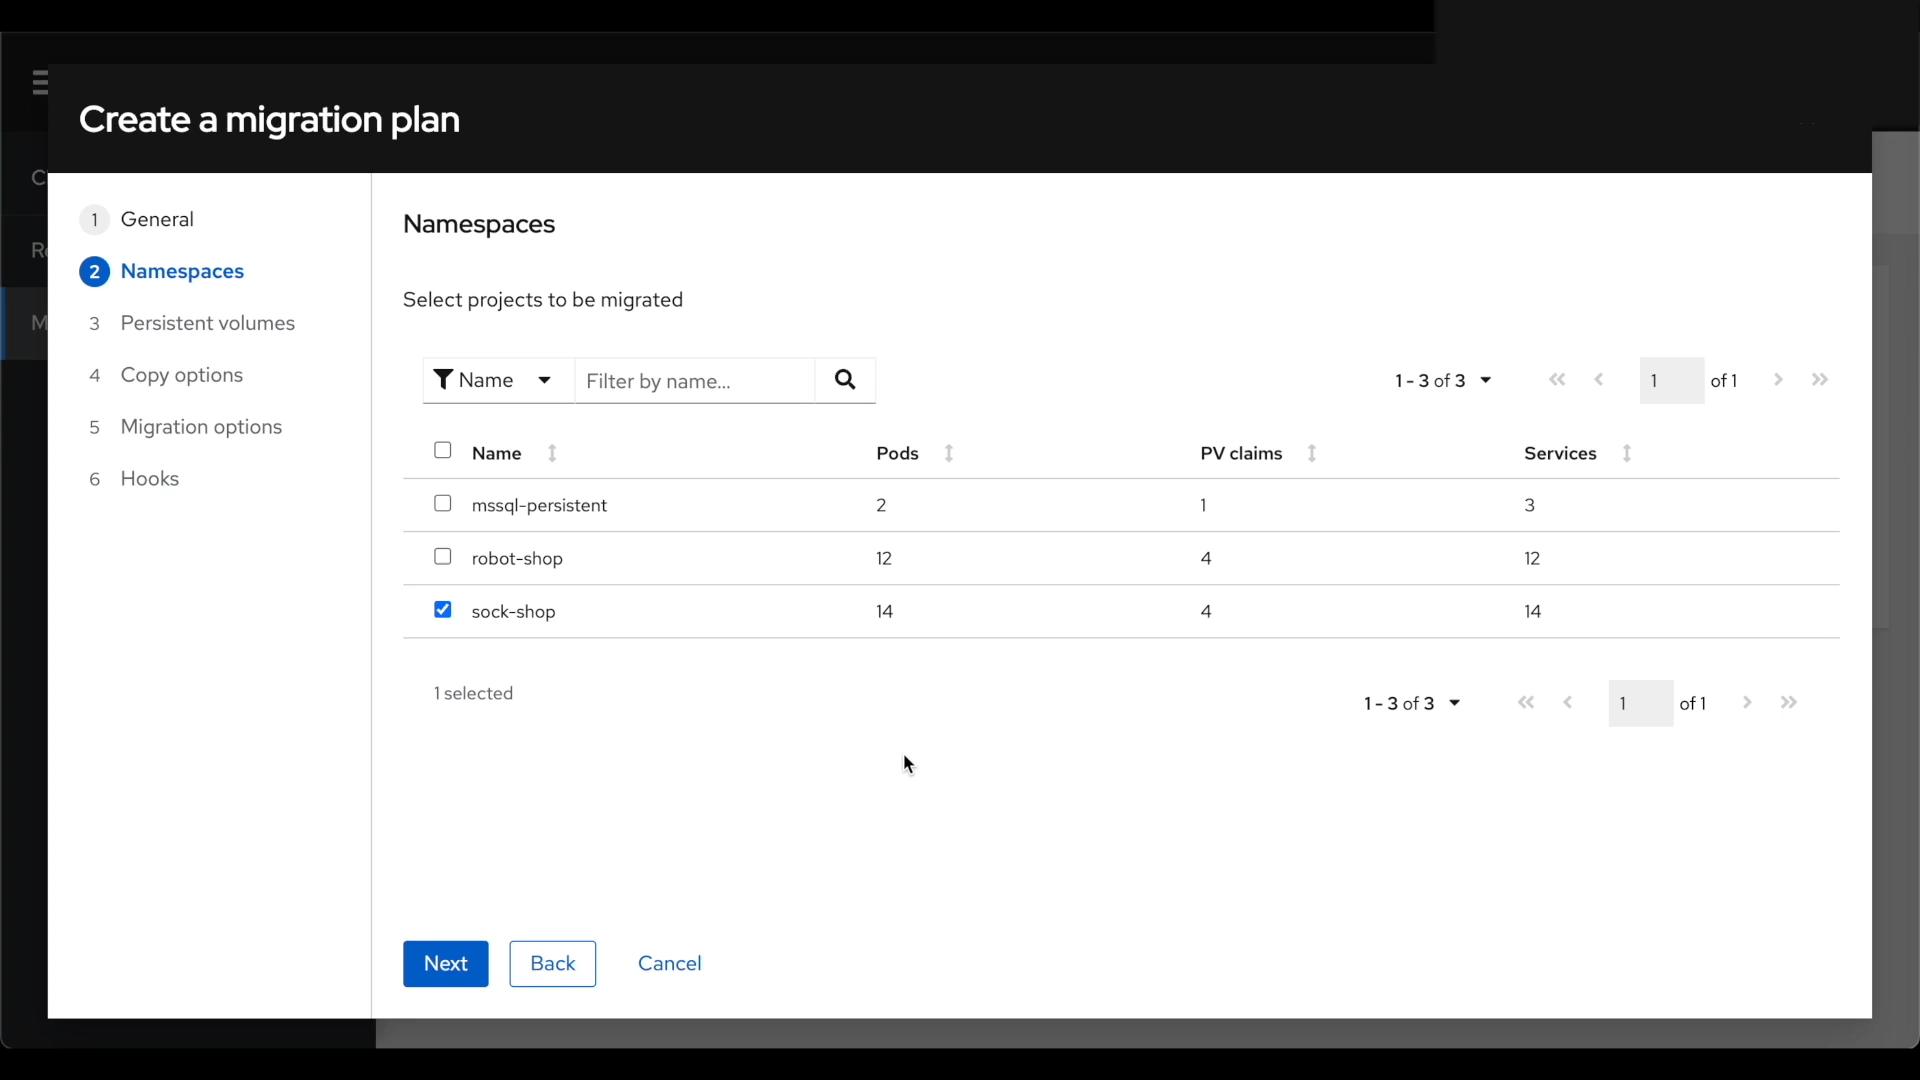 Create a migration plan
C
Ro
M
1 General
2 Namespaces
3 Persistent volumes
4 Copy options
5 Migration options
6 Hooks
Namespaces
Select projects to be migrated
Name Filter by name... 1 - 3 of 3 1 of 1
Name Pods PV claims Services
mssql-persistent 2 1 3
robot-shop 12 4 12
sock-shop 14 4 14
1 selected 1 - 3 of 3 1 of 1
Next Back Cancel